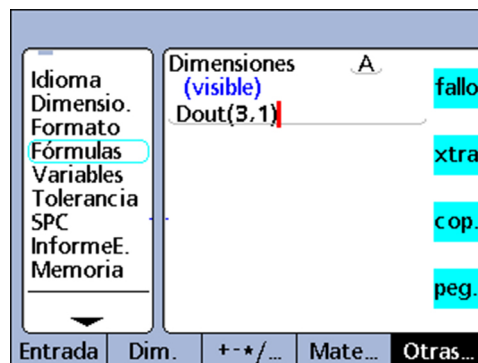 Idioma
Dimensio.
Formato
Fórmulas
Variables
Tolerancia
SPC
InformeE.
Memoria
Dimensiones A
(visible)
Dout(3,1)
fallo
xtra
cop.
peg.
Entrada Dim. +-*/... Mate... Otras...